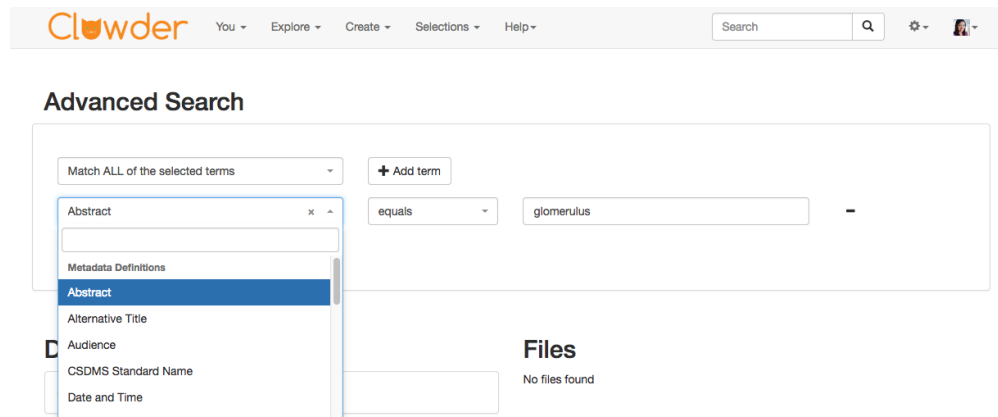 Clowder You Explore Create Selections Help Search
Advanced Search
Match ALL of the selected terms + Add term
Abstract × equals glomerulus −
Metadata Definitions
Abstract
Alternative Title
Audience
CSDMS Standard Name
Date and Time
D
Files
No files found